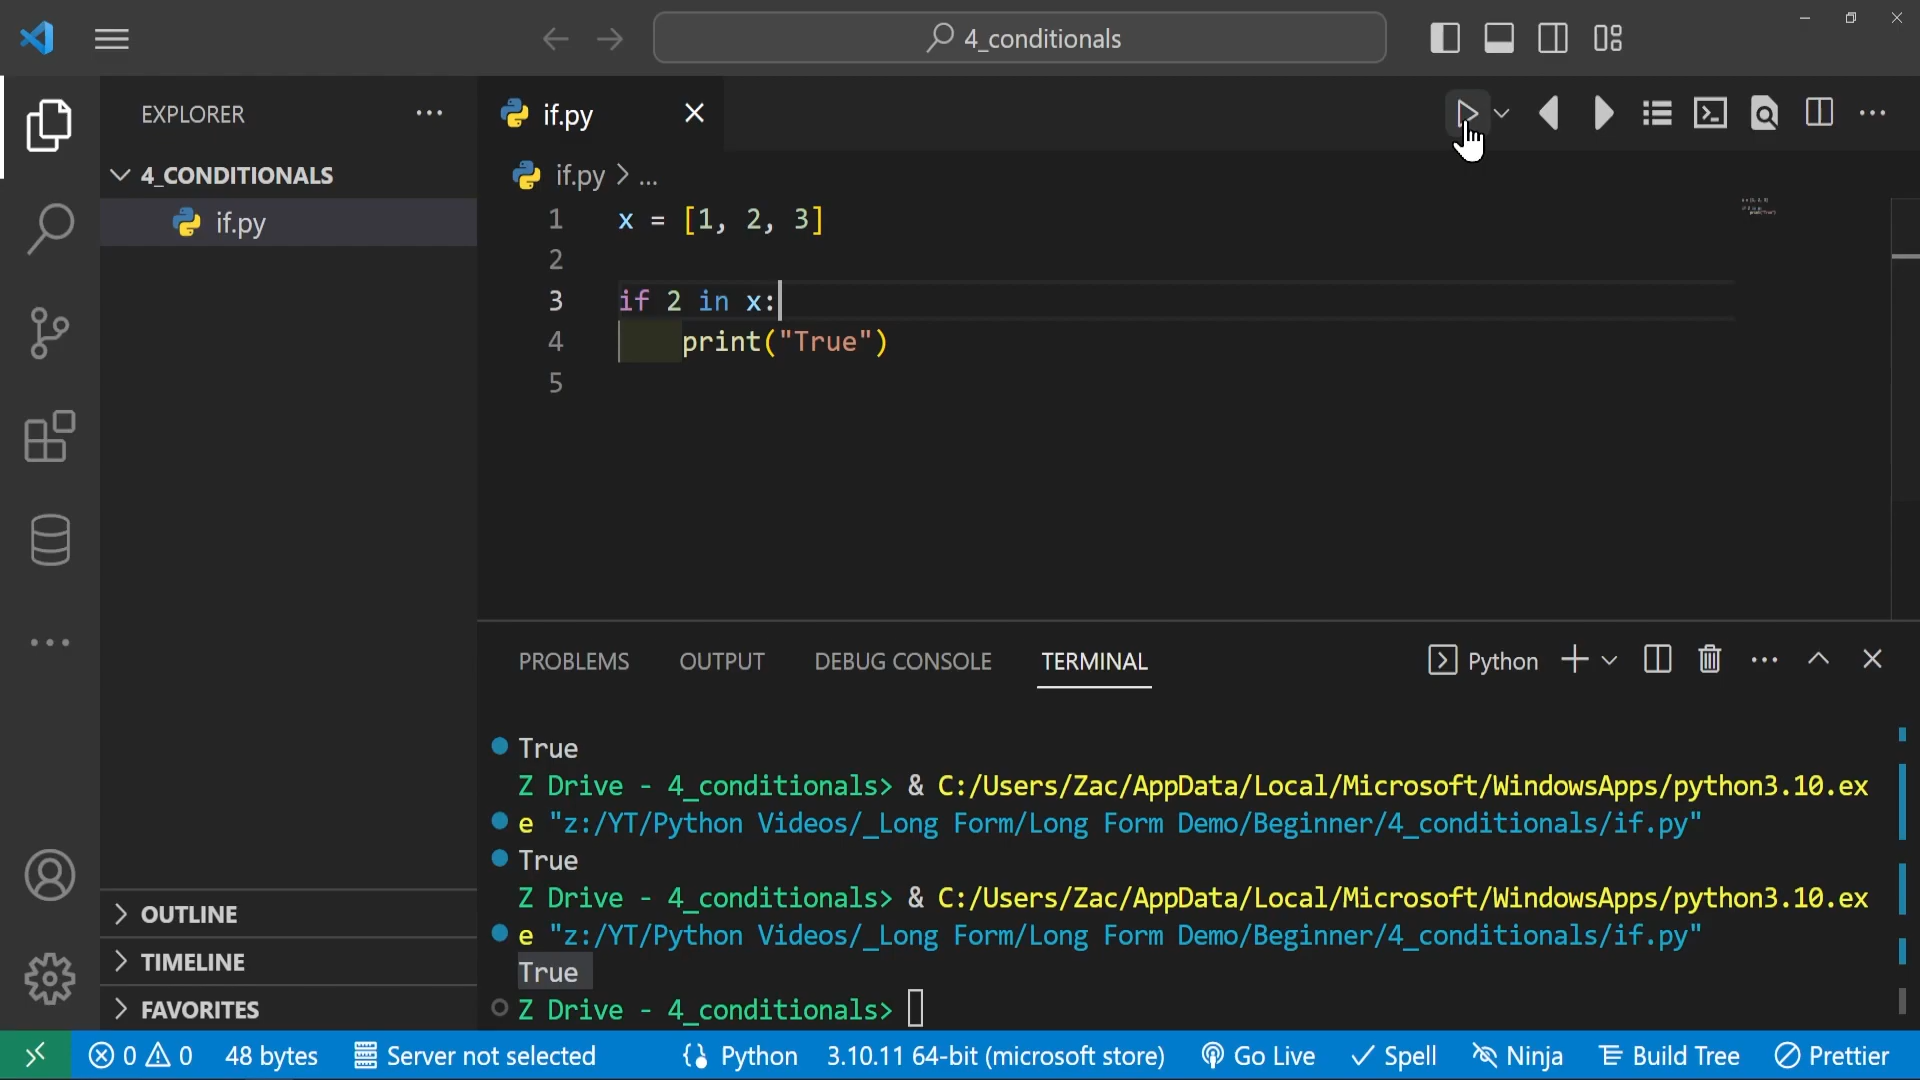 4_conditionals
EXPLORER
if.py
4_CONDITIONALS
if.py > ...
if.py
1 x = [1, 2, 3]
2
3 if 2 in x:
4 print("True")
5
PROBLEMS OUTPUT DEBUG CONSOLE TERMINAL
Python
True
Z Drive - 4_conditionals> & C:/Users/Zac/AppData/Local/Microsoft/WindowsApps/python3.10.ex
e "z:/YT/Python Videos/_Long Form/Long Form Demo/Beginner/4_conditionals/if.py"
True
Z Drive - 4_conditionals> & C:/Users/Zac/AppData/Local/Microsoft/WindowsApps/python3.10.ex
e "z:/YT/Python Videos/_Long Form/Long Form Demo/Beginner/4_conditionals/if.py"
True
Z Drive - 4_conditionals>
OUTLINE
TIMELINE
FAVORITES
0 0 48 bytes Server not selected Python 3.10.11 64-bit (microsoft store) Go Live Spell Ninja Build Tree Prettier